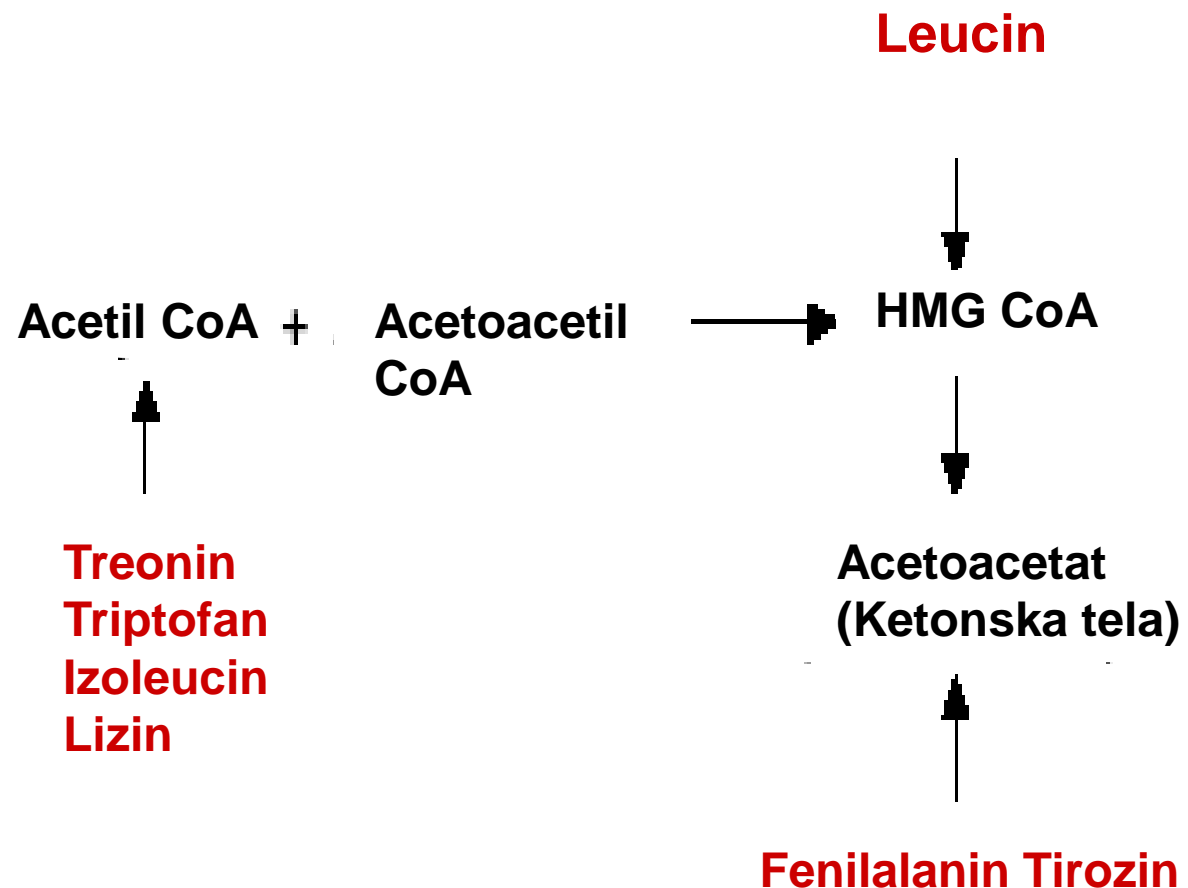 Leucin
Acetil CoA + Acetoacetil CoA
HMG CoA
Treonin
Triptofan
Izoleucin
Lizin
Acetoacetat
(Ketonska tela)
Fenilalanin Tirozin